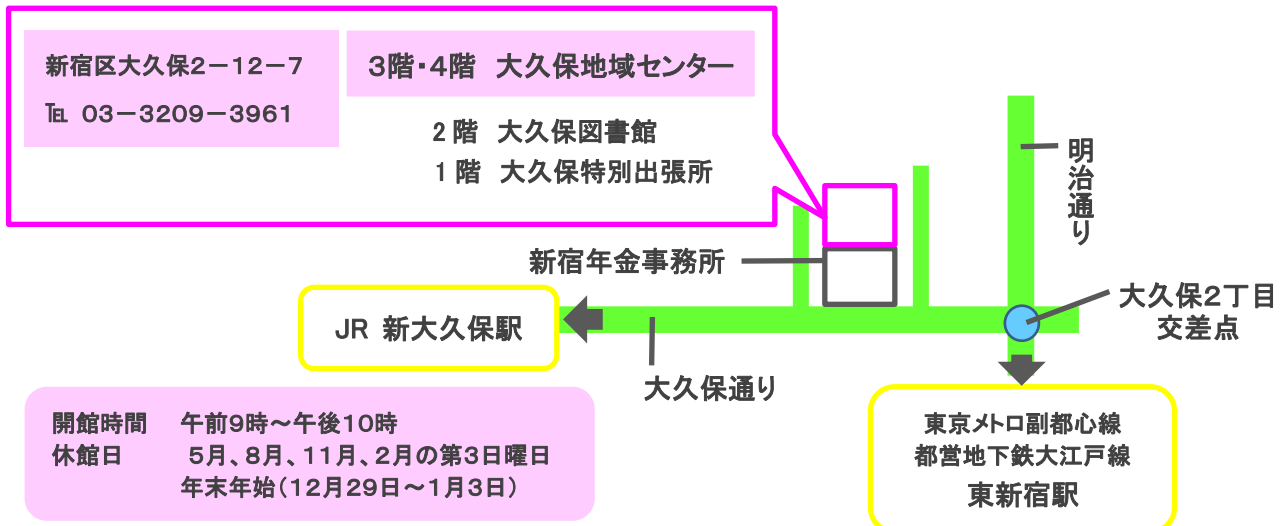 新宿区大久保2－12－7
℡ 03－3209－3961
3階・4階 大久保地域センター
2階 大久保図書館
1階 大久保特別出張所
明治通り
新宿年金事務所
大久保2丁目
交差点
JR 新大久保駅
大久保通り
開館時間 午前9時～午後10時
休館日 5月、8月、11月、2月の第3日曜日
年末年始（12月29日～1月3日）
東京メトロ副都心線
都営地下鉄大江戸線
東新宿駅